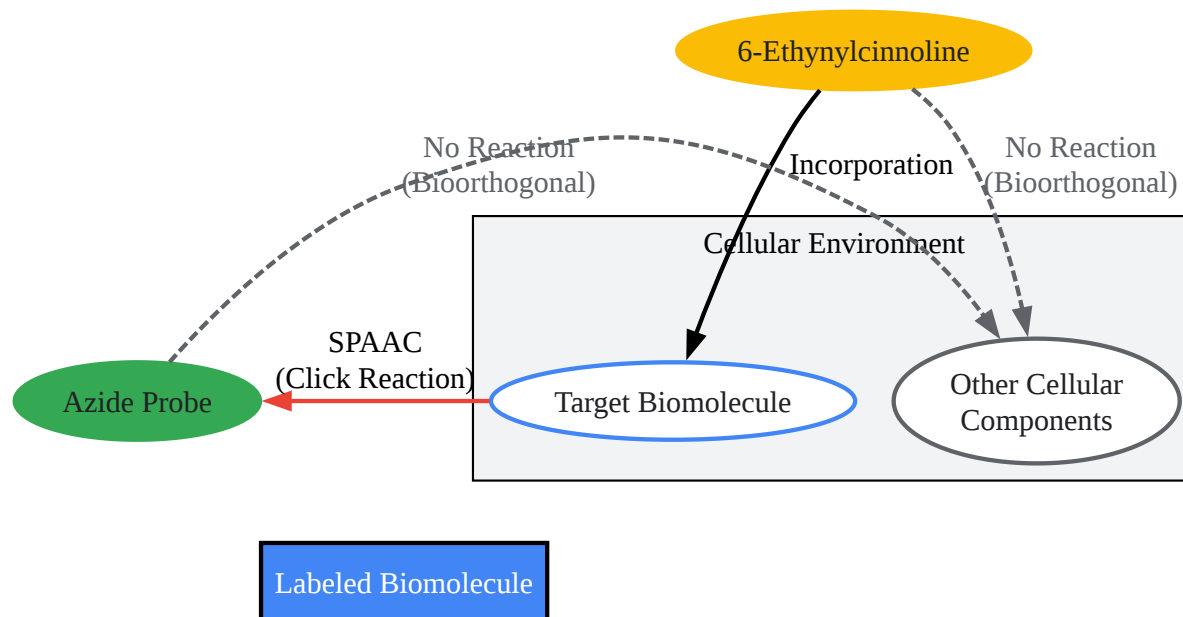 6-Ethynylcinnoline
No Reaction
(Bioorthogonal)
Incorporation
No Reaction
(Bioorthogonal)
Cellular Environment
SPAAC
(Click Reaction)
Azide Probe
Target Biomolecule
Other Cellular
Components
Labeled Biomolecule